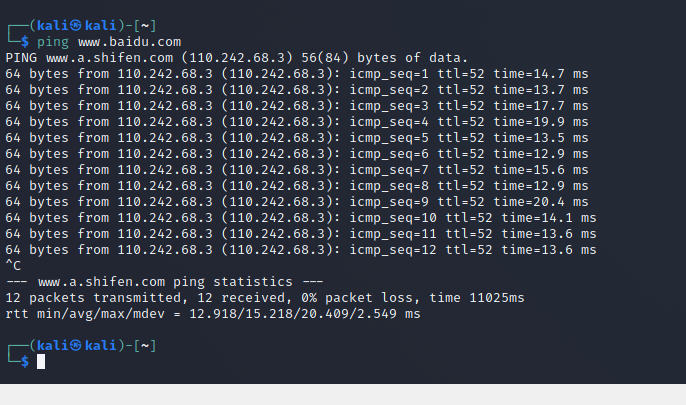 ┌──(kali㉿kali)-[~]
└─$ ping www.baidu.com
PING www.a.shifen.com (110.242.68.3) 56(84) bytes of data.
64 bytes from 110.242.68.3 (110.242.68.3): icmp_seq=1 ttl=52 time=14.7 ms
64 bytes from 110.242.68.3 (110.242.68.3): icmp_seq=2 ttl=52 time=13.7 ms
64 bytes from 110.242.68.3 (110.242.68.3): icmp_seq=3 ttl=52 time=17.7 ms
64 bytes from 110.242.68.3 (110.242.68.3): icmp_seq=4 ttl=52 time=19.9 ms
64 bytes from 110.242.68.3 (110.242.68.3): icmp_seq=5 ttl=52 time=13.5 ms
64 bytes from 110.242.68.3 (110.242.68.3): icmp_seq=6 ttl=52 time=12.9 ms
64 bytes from 110.242.68.3 (110.242.68.3): icmp_seq=7 ttl=52 time=15.6 ms
64 bytes from 110.242.68.3 (110.242.68.3): icmp_seq=8 ttl=52 time=12.9 ms
64 bytes from 110.242.68.3 (110.242.68.3): icmp_seq=9 ttl=52 time=20.4 ms
64 bytes from 110.242.68.3 (110.242.68.3): icmp_seq=10 ttl=52 time=14.1 ms
64 bytes from 110.242.68.3 (110.242.68.3): icmp_seq=11 ttl=52 time=13.6 ms
64 bytes from 110.242.68.3 (110.242.68.3): icmp_seq=12 ttl=52 time=13.6 ms
^C
--- www.a.shifen.com ping statistics ---
12 packets transmitted, 12 received, 0% packet loss, time 11025ms
rtt min/avg/max/mdev = 12.918/15.218/20.409/2.549 ms
┌──(kali㉿kali)-[~]
└─$